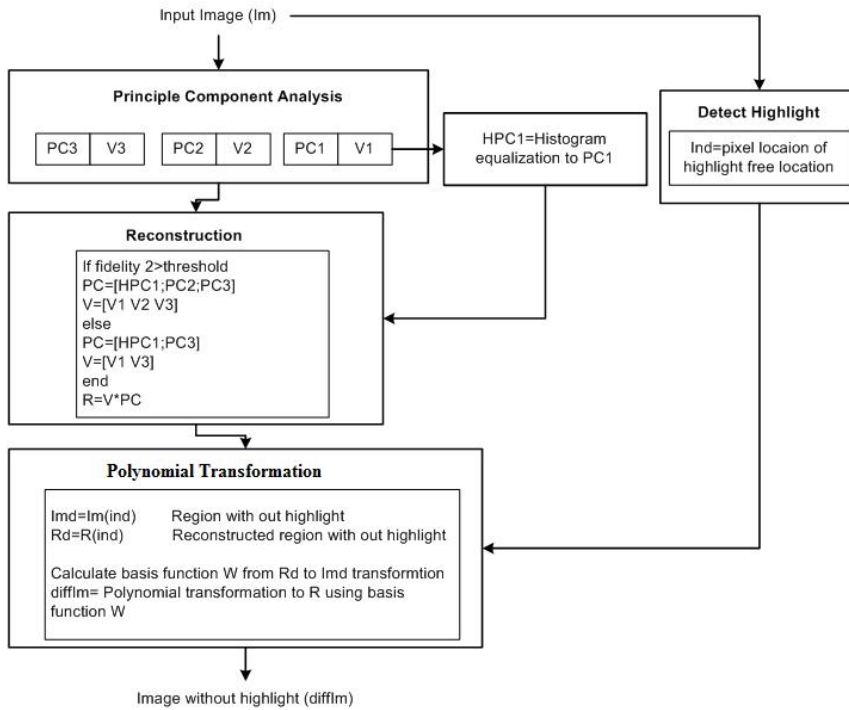 Input Image (Im)
Principle Component Analysis
PC3 V3 PC2 V2 PC1 V1
HPC1=Histogram
equalization to PC1
Detect Highlight
Ind=pixel locaion of
highlight free location
Reconstruction
If fidelity 2>threshold
PC=[HPC1;PC2;PC3]
V=[V1 V2 V3]
else
PC=[HPC1;PC3]
V=[V1 V3]
end
R=V*PC
Polynomial Transformation
Imd=Im(ind) Region with out highlight
Rd=R(ind) Reconstructed region with out highlight
Calculate basis function W from Rd to Imd transformtion
diffIm= Polynomial transformation to R using basis
function W
Image without highlight (diffIm)